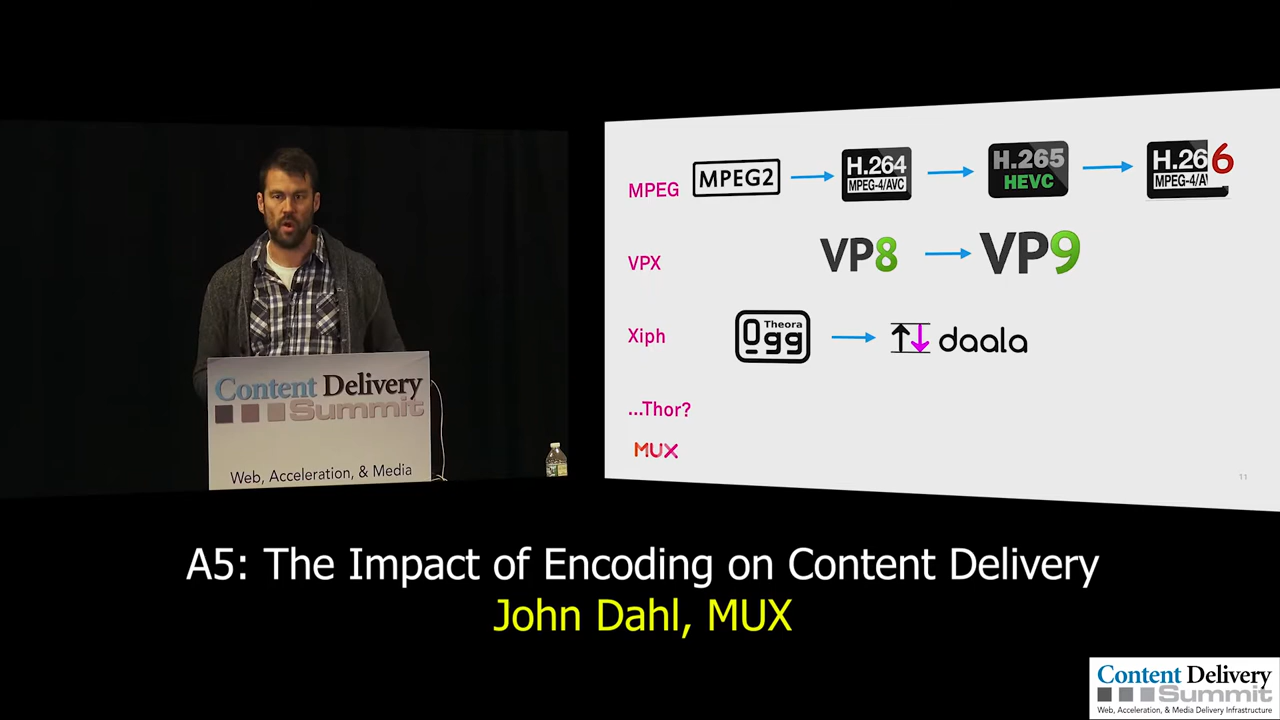 MPEG MPEG2 H.264 MPEG-4/AVC H.265 HEVC H.266 MPEG-4/AV
VPX VP8 VP9
Xiph Theora Ogg daala
...Thor?
MUX
11
Content Delivery
Summit
Web, Acceleration, & Media
A5: The Impact of Encoding on Content Delivery
John Dahl, MUX
Content Delivery
Summit
Web, Acceleration, & Media Delivery Infrastructure